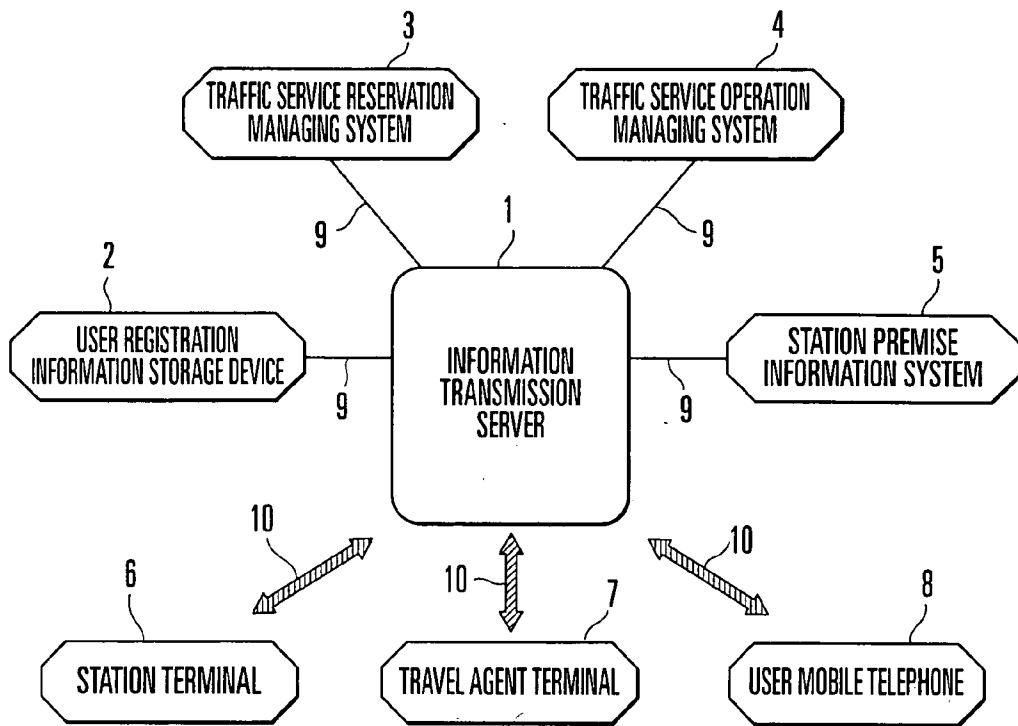 3
4
TRAFFIC SERVICE RESERVATION
MANAGING SYSTEM
TRAFFIC SERVICE OPERATION
MANAGING SYSTEM
9
1
9
2
5
USER REGISTRATION
INFORMATION STORAGE DEVICE
9
INFORMATION
TRANSMISSION
SERVER
9
STATION PREMISE
INFORMATION SYSTEM
10
10
10
6
7
8
STATION TERMINAL
TRAVEL AGENT TERMINAL
USER MOBILE TELEPHONE